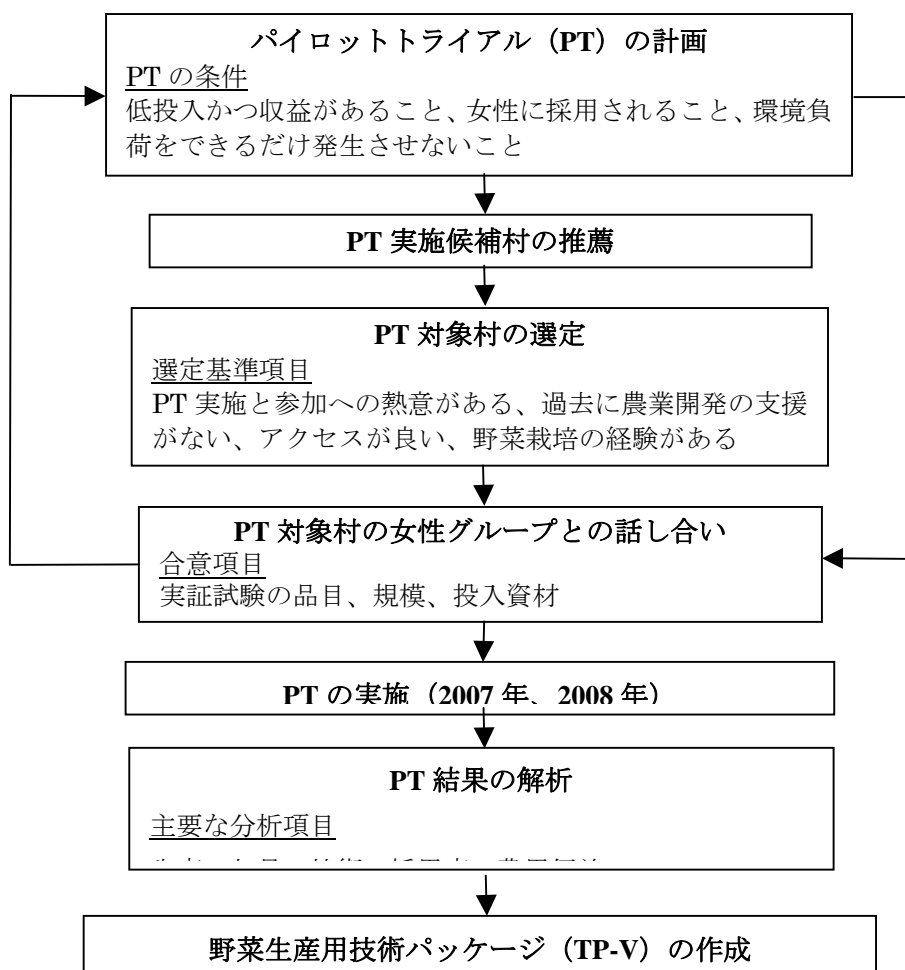 パイロットトライアル（PT）の計画
PT の条件
低投入かつ収益があること、女性に採用されること、環境負
荷をできるだけ発生させないこと
PT 実施候補村の推薦
PT 対象村の選定
選定基準項目
PT 実施と参加への熱意がある、過去に農業開発の支援
がない、アクセスが良い、野菜栽培の経験がある
PT 対象村の女性グループとの話し合い
合意項目
実証試験の品目、規模、投入資材
PT の実施（2007 年、2008 年）
PT 結果の解析
主要な分析項目
野菜生産用技術パッケージ（TP-V）の作成